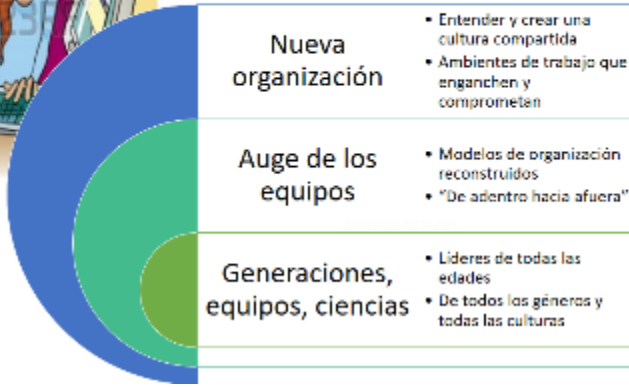 Nueva
organización
• Entender y crear una
cultura compartida
• Ambientes de trabajo que
enganchen y
comprometan
Auge de los
equipos
• Modelos de organización
reconstruidos
• "De adentro hacia afuera"
Generaciones,
equipos, ciencias
• Líderes de todas las
edades
• De todos los géneros y
todas las culturas